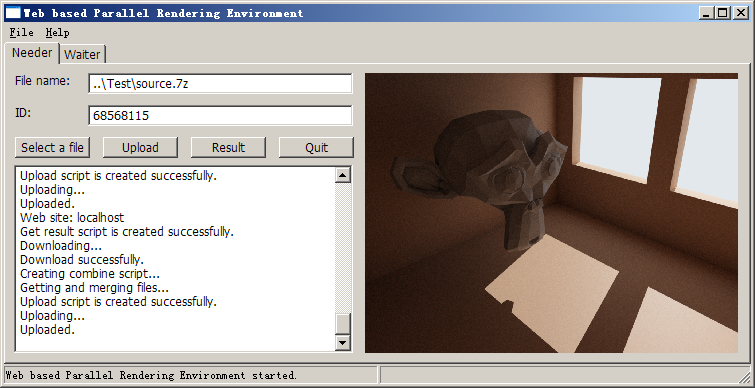 Web based Parallel Rendering Environment
File Help
Needer Waiter
File name: ..\Test\source.7z
ID: 68568115
Select a file Upload Result Quit
Upload script is created successfully.
Uploading...
Uploaded.
Web site: localhost
Get result script is created successfully.
Downloading...
Download successfully.
Creating combine script...
Getting and merging files...
Upload script is created successfully.
Uploading...
Uploaded.
Web based Parallel Rendering Environment started.